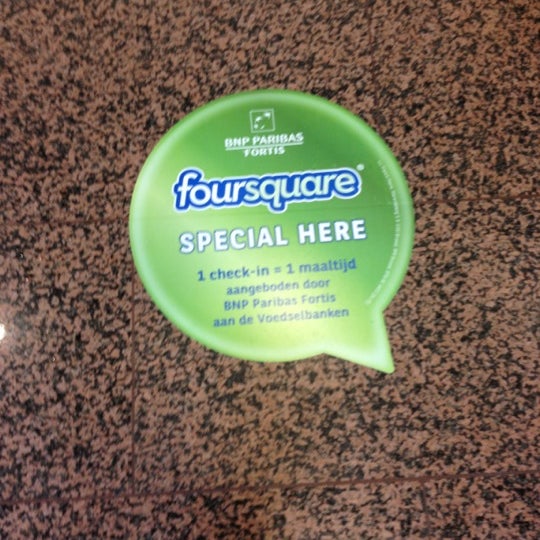 BNP PARIBAS
FORTIS
foursquare®
SPECIAL HERE
1 check-in = 1 maaltijd
aangeboden door
BNP Paribas Fortis
aan de Voedselbanken